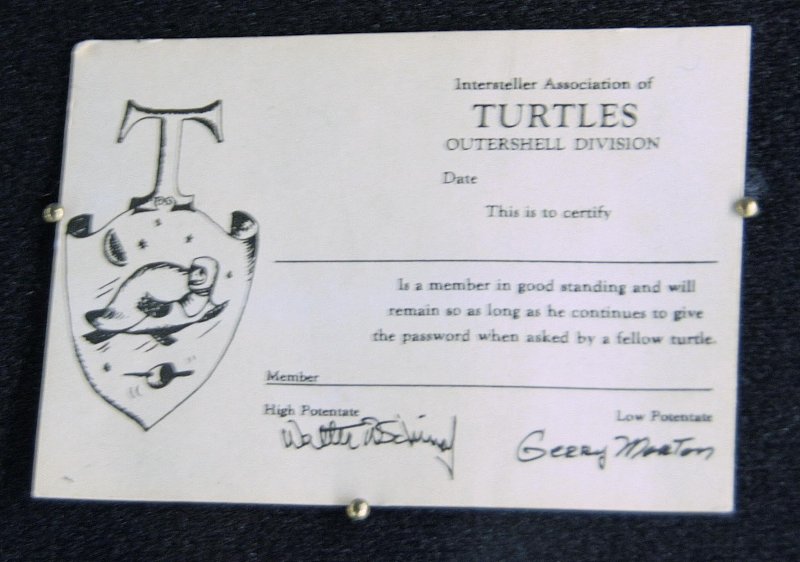 T
Intersteller Association of
TURTLES
OUTERSHELL DIVISION
Date
This is to certify
Is a member in good standing and will
remain so as long as he continues to give
the password when asked by a fellow turtle.
Member
High Potentate
Low Potentate
Gerry Morton